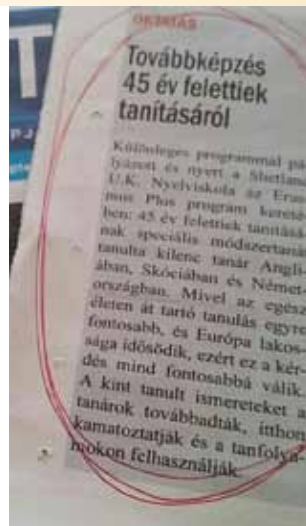 OKTATÁS
T
Továbbképzés
45 év felettiek
tanításáról
Különleges programmal pá-
lyázott és nyert a Shetland
U.K. Nyelviskola az Eras-
mus Plus program kereté-
ben: 45 év felettiek tanításá-
nak speciális módszertanát
tanulta kilenc tanár Angli-
ában, Skóciában és Német-
országban. Mivel az egész
életen át tartó tanulás egyre
fontosabb, és Európa lakos-
sága idősödik, ezért ez a kér-
dés mind fontosabbá válik.
A kint tanult ismereteket a
tanárok továbbadták, itthon
kamatoztatják és a tanfolya-
mokon felhasználják.